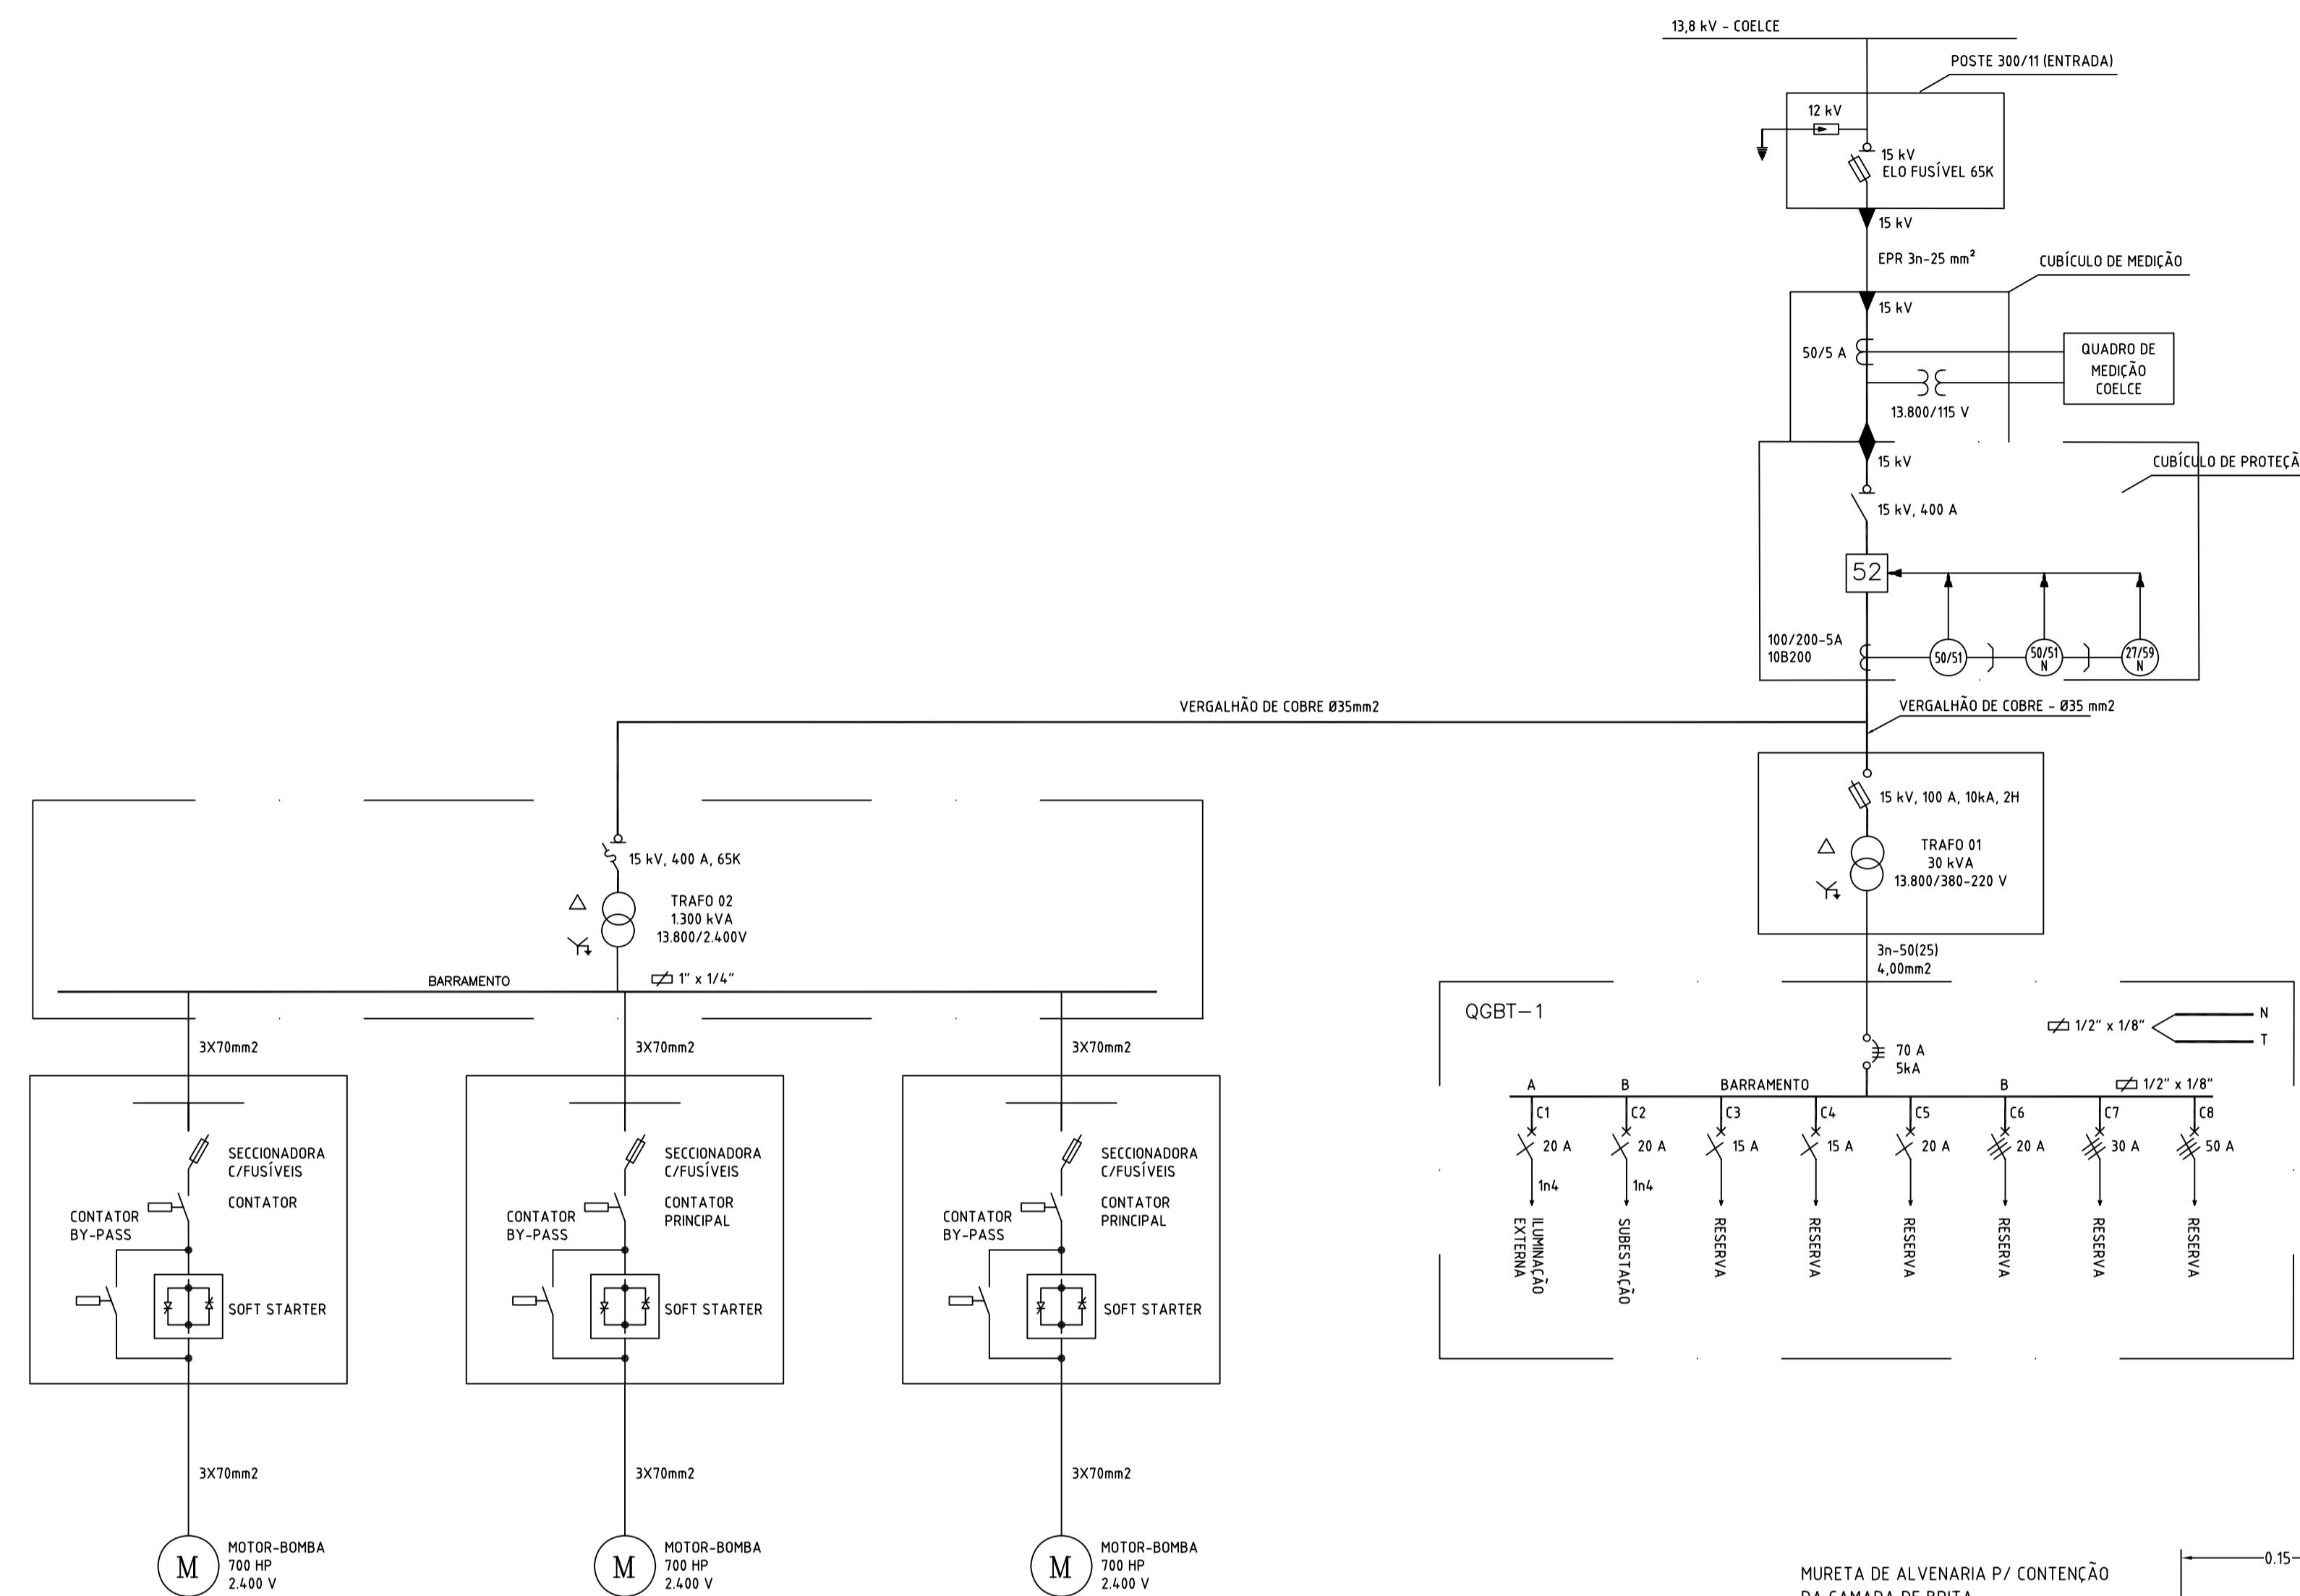 13,8 kV - COELCE
POSTE 300/11 (ENTRADA)
12 kV
15 kV
ELO FUSÍVEL 65K
15 kV
EPR 3n-25 mm²
CUBÍCULO DE MEDIÇÃO
15 kV
50/5 A
QUADRO DE
MEDIÇÃO
COELCE
13.800/115 V
15 kV
CUBÍCULO DE PROTEÇÃ
15 kV, 400 A
52
100/200-5A
10B200
50/51
50/51
N
27/59
N
VERGALHÃO DE COBRE Ø35mm2
VERGALHÃO DE COBRE - Ø35 mm2
15 kV, 100 A, 10kA, 2H
TRAFO 01
30 kVA
13.800/380-220 V
15 kV, 400 A, 65K
TRAFO 02
1.300 kVA
13.800/2.400V
BARRAMENTO
1" x 1/4"
3n-50(25)
4,00mm2
QGBT-1
1/2" x 1/8"
N
T
70 A
5kA
A
B
BARRAMENTO
B
1/2" x 1/8"
C1
C2
C3
C4
C5
C6
C7
C8
20 A
20 A
15 A
15 A
20 A
20 A
30 A
50 A
1n4
1n4
ILUMINAÇÃO
EXTERNA
SUBESTAÇÃO
RESERVA
RESERVA
RESERVA
RESERVA
RESERVA
RESERVA
3X70mm2
3X70mm2
3X70mm2
SECCIONADORA
C/FUSÍVEIS
CONTATOR
CONTATOR
BY-PASS
SOFT STARTER
SECCIONADORA
C/FUSÍVEIS
CONTATOR
PRINCIPAL
CONTATOR
BY-PASS
SOFT STARTER
SECCIONADORA
C/FUSÍVEIS
CONTATOR
PRINCIPAL
CONTATOR
BY-PASS
SOFT STARTER
3X70mm2
3X70mm2
3X70mm2
M
MOTOR-BOMBA
700 HP
2.400 V
M
MOTOR-BOMBA
700 HP
2.400 V
M
MOTOR-BOMBA
700 HP
2.400 V
MURETA DE ALVENARIA P/ CONTENÇÃO
DA CAMADA DE BRITA
0.15